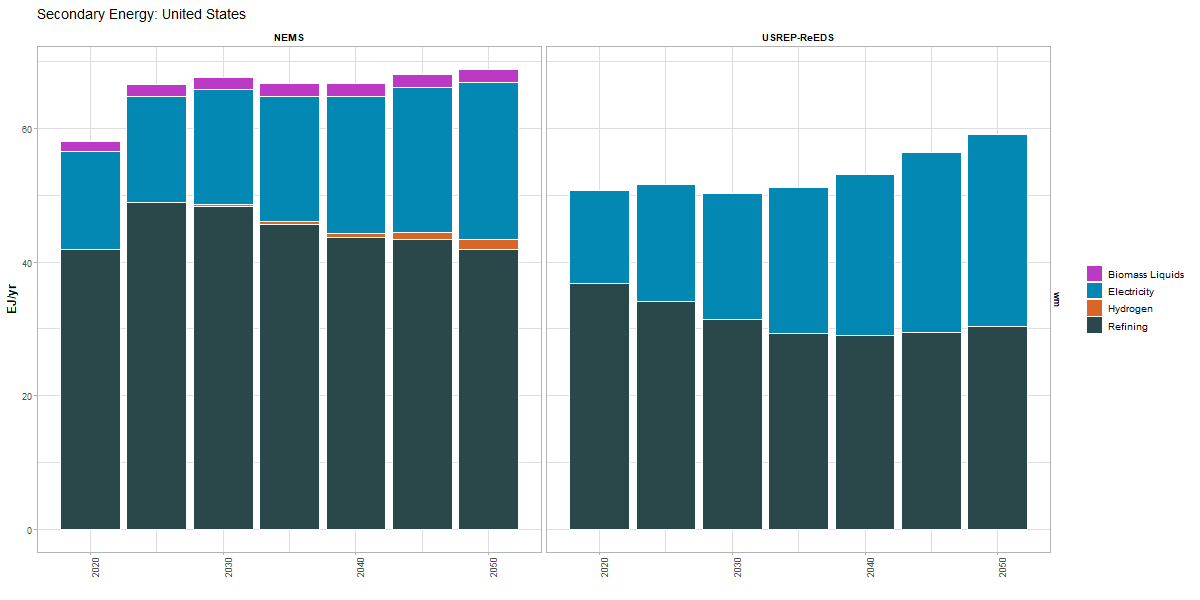 Secondary Energy: United States
NEMS
USREP-ReEDS
EJ/yr
60
40
20
0
2020
2030
2040
2050
2020
2030
2040
2050
wm
Biomass Liquids
Electricity
Hydrogen
Refining